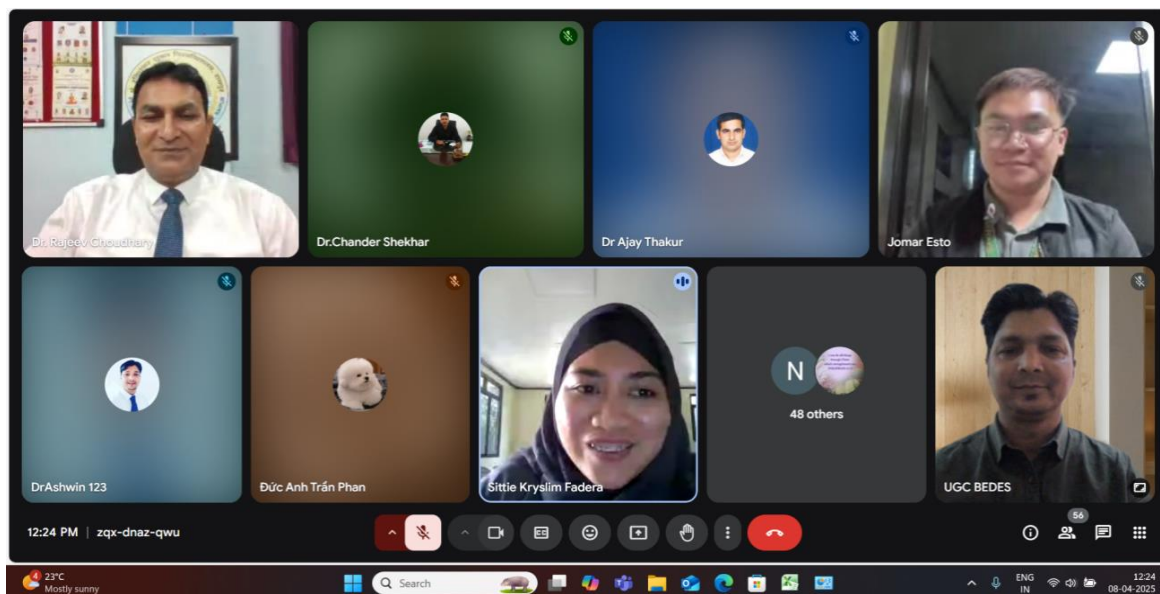 Dr. Rajeev Choudhary
Dr.Chander Shekhar
Dr Ajay Thakur
Jomar Esto
DrAshwin 123
Đức Anh Trần Phan
Sittie Kryslim Fadera
N
48 others
UGC BEDES
12:24 PM | zqx-dnaz-qwu
CC
56
4
23°C
Mostly sunny
Search
ENG
IN
12:24
08-04-2025